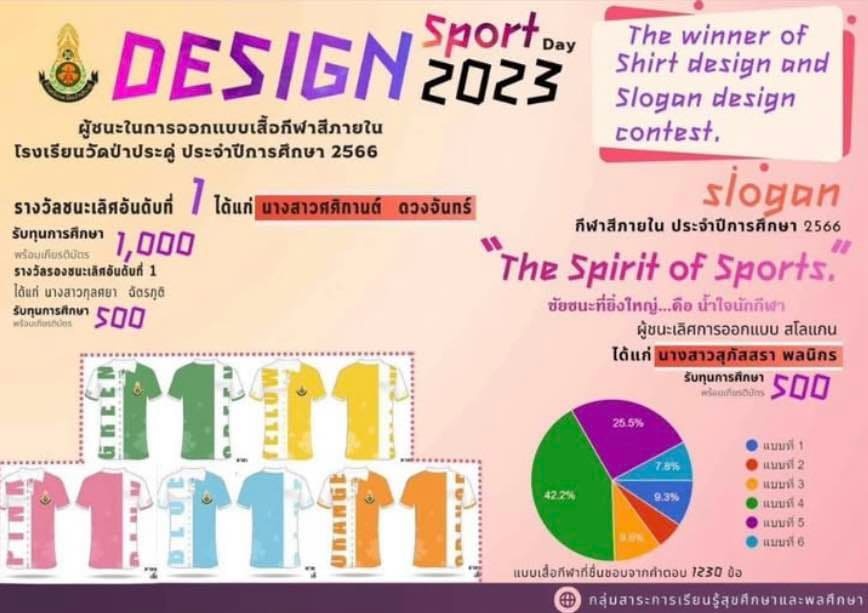 DESIGN Sport Day 2023
ผู้ชนะในการออกแบบเสื้อกีฬาสีภายใน
โรงเรียนวัดป่าประดู่ ประจำปีการศึกษา 2566
The winner of
Shirt design and
Slogan design
contest.
รางวัลชนะเลิศอันดับที่ 1 ได้แก่ นางสาวศศิกานต์ ดวงจันทร์
รับทุนการศึกษา 1,000
พร้อมเกียรติบัตร
รางวัลรองชนะเลิศอันดับที่ 1
ได้แก่ นางสาวกุลศยา ฉัตรภูติ
รับทุนการศึกษา 500
พร้อมเกียรติบัตร
slogan
กีฬาสีภายใน ประจำปีการศึกษา 2566
"The Spirit of Sports."
ชัยชนะที่ยิ่งใหญ่...คือ น้ำใจนักกีฬา
ผู้ชนะเลิศการออกแบบ สโลแกน
ได้แก่ นางสาวสุภัสสรา พลนิกร
รับทุนการศึกษา 500
พร้อมเกียรติบัตร
GREEN
YELLOW
PINK
BLUE
ORANGE
25.5%
7.8%
9.3%
9.8%
42.2%
แบบที่ 1
แบบที่ 2
แบบที่ 3
แบบที่ 4
แบบที่ 5
แบบที่ 6
แบบเสื้อกีฬาที่ชื่นชอบจากคำตอบ 1230 ข้อ
กลุ่มสาระการเรียนรู้สุขศึกษาและพลศึกษา